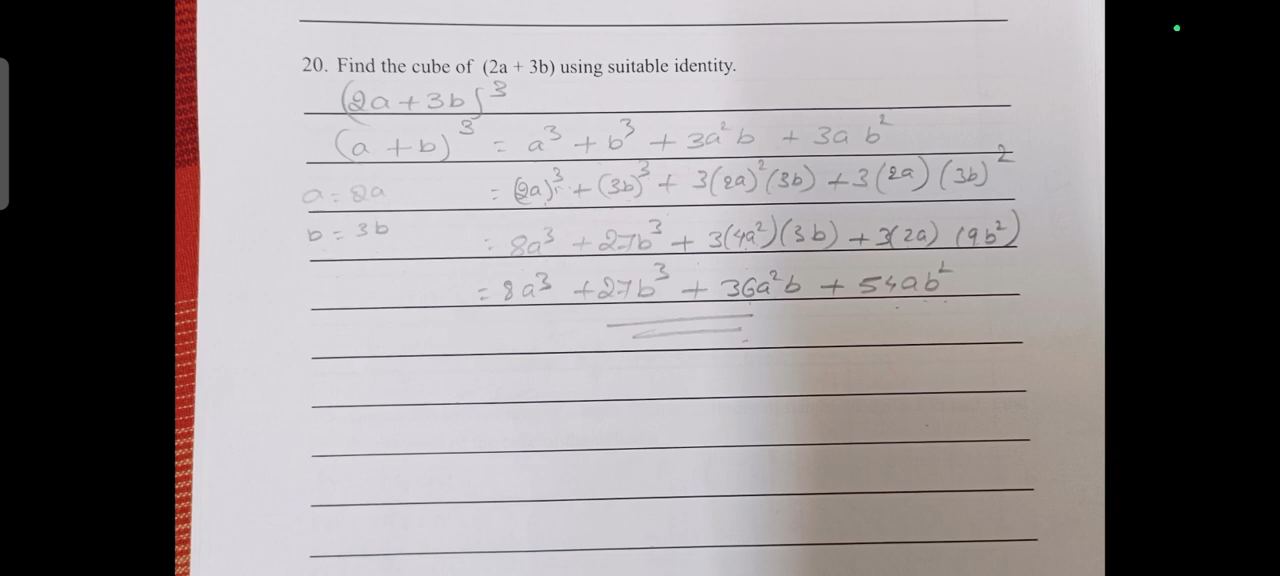 20. Find the cube of (2a + 3b) using suitable identity.
(2a+3b)³
(a+b)³ = a³ + b³ + 3a²b + 3ab²
a = 2a = (2a)³ + (3b)³ + 3(2a)²(3b) + 3(2a)(3b)²
b = 3b = 8a³ + 27b³ + 3(4a²)(3b) + 3(2a)(9b²)
= 8a³ + 27b³ + 36a²b + 54ab²